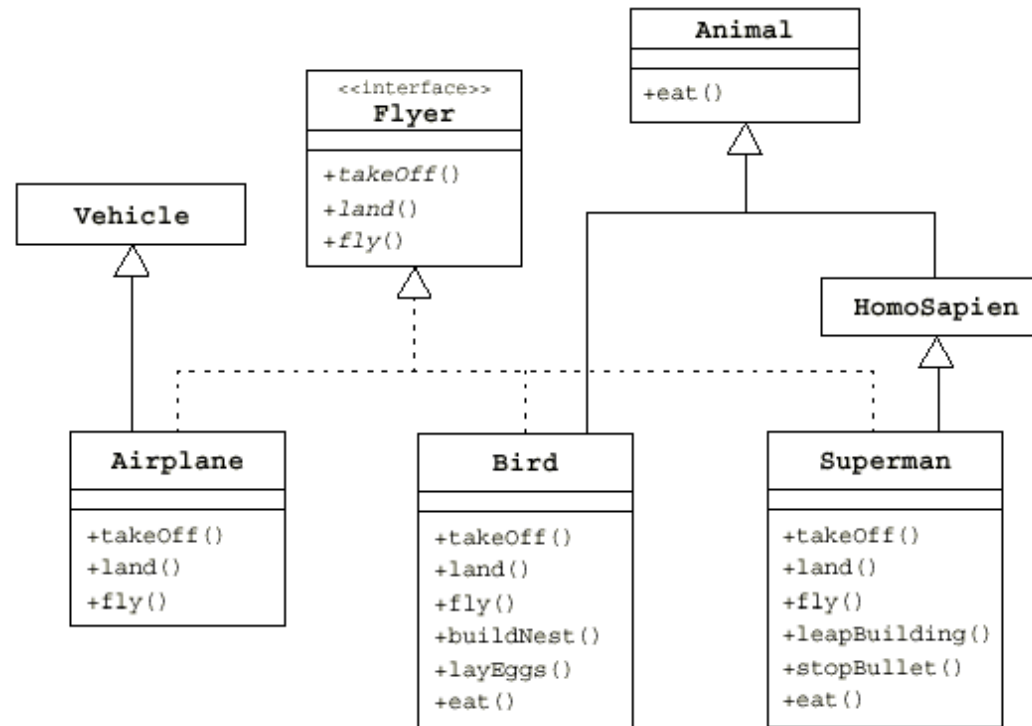 Animal
+eat()
<<interface>>
Flyer
+takeOff()
+land()
+fly()
Vehicle
HomoSapien
Airplane
+takeOff()
+land()
+fly()
Bird
+takeOff()
+land()
+fly()
+buildNest()
+layEggs()
+eat()
Superman
+takeOff()
+land()
+fly()
+leapBuilding()
+stopBullet()
+eat()